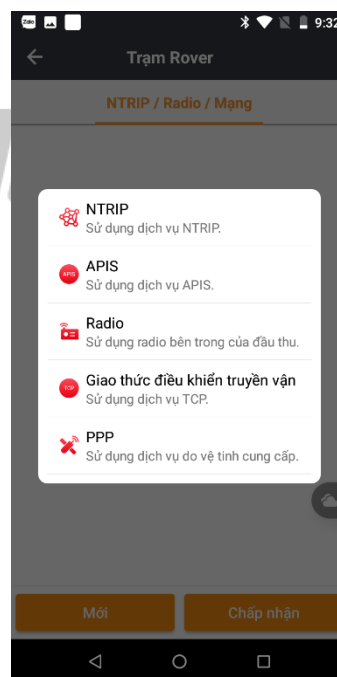 Zalo
9:32
Trạm Rover
NTRIP / Radio / Mạng
NTRIP
Sử dụng dịch vụ NTRIP.
APIS
APIS
Sử dụng dịch vụ APIS.
Radio
Sử dụng radio bên trong của đầu thu.
TCP
Giao thức điều khiển truyền vận
Sử dụng dịch vụ TCP.
PPP
Sử dụng dịch vụ do vệ tinh cung cấp.
Mới
Chấp nhận